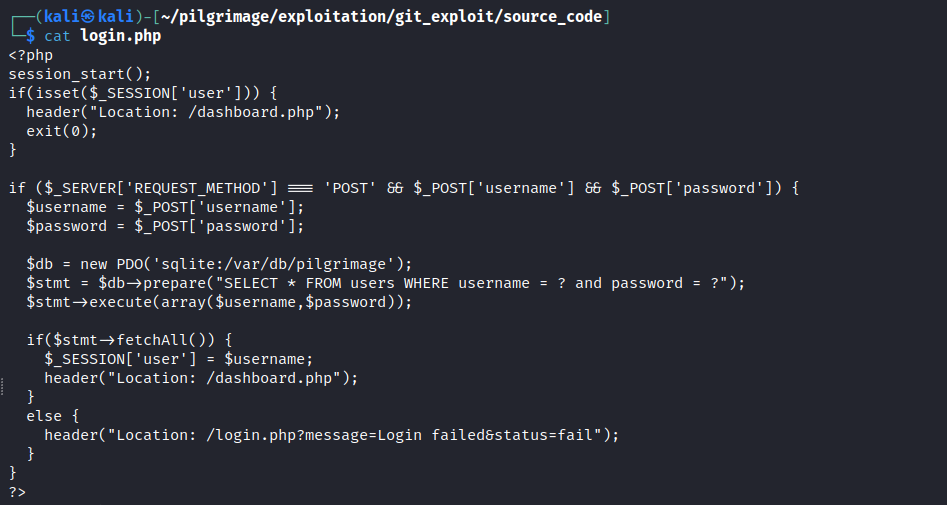 ┌──(kali㉿kali)-[~/pilgrimage/exploitation/git_exploit/source_code]
└─$ cat login.php
<?php
session_start();
if(isset($_SESSION['user'])) {
  header("Location: /dashboard.php");
  exit(0);
}

if ($_SERVER['REQUEST_METHOD'] === 'POST' && $_POST['username'] && $_POST['password']) {
  $username = $_POST['username'];
  $password = $_POST['password'];

  $db = new PDO('sqlite:/var/db/pilgrimage');
  $stmt = $db->prepare("SELECT * FROM users WHERE username = ? and password = ?");
  $stmt->execute(array($username,$password));

  if($stmt->fetchAll()) {
    $_SESSION['user'] = $username;
    header("Location: /dashboard.php");
  }
  else {
    header("Location: /login.php?message=Login failed&status=fail");
  }
}
?>